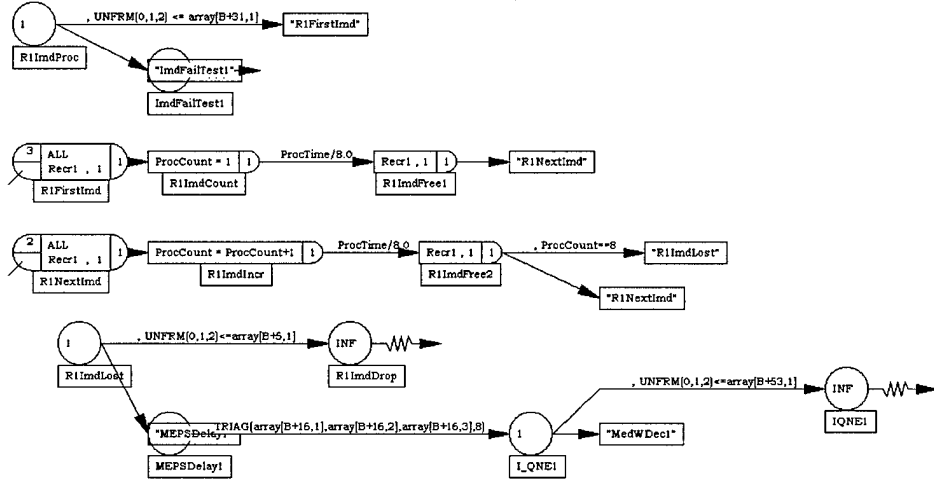 1
, UNFRM[0,1,2] <= array[B+31,1]
"R1FirstImd"
R1ImdProc
"ImdFailTest1"
ImdFailTest1
3
ALL
Recr1 , 1
1
ProcCount = 1
1
ProcTime/8.0
Recr1 , 1
1
"R1NextImd"
R1FirstImd
R1ImdCount
R1ImdFree1
2
ALL
Recr1 , 1
1
ProcCount = ProcCount+1
1
ProcTime/8.0
Recr1 , 1
1
, ProcCount==8
"R1ImdLost"
R1NextImd
R1ImdIncr
R1ImdFree2
"R1NextImd"
1
, UNFRM[0,1,2]<=array[B+5,1]
INF
R1ImdLost
R1ImdDrop
, UNFRM[0,1,2]<=array[B+53,1]
INF
IQNE1
"MEPSDelay1"
TRIAG[array[B+16,1],array[B+16,2],array[B+16,3],8]
1
"MedWDec1"
MEPSDelay1
I_QNE1